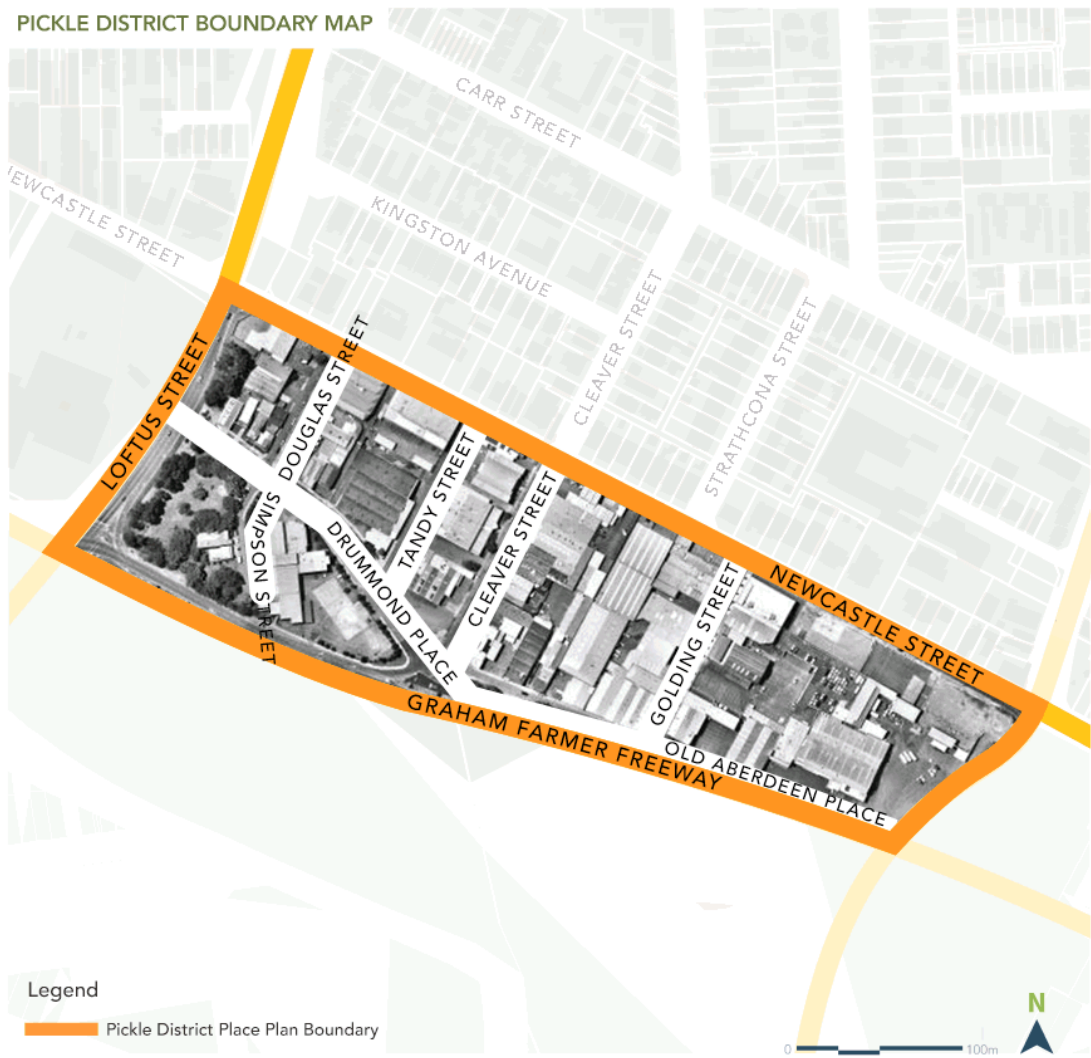 PICKLE DISTRICT BOUNDARY MAP
CARR STREET
NEWCASTLE STREET
KINGSTON AVENUE
CLEAVER STREET
STRATHCONA STREET
LOFTUS STREET
DOUGLAS STREET
SIMPSON STREET
DRUMMOND PLACE
TANDY STREET
CLEAVER STREET
GOLDING STREET
NEWCASTLE STREET
GRAHAM FARMER FREEWAY
OLD ABERDEEN PLACE
Legend
Pickle District Place Plan Boundary
N
0 100m